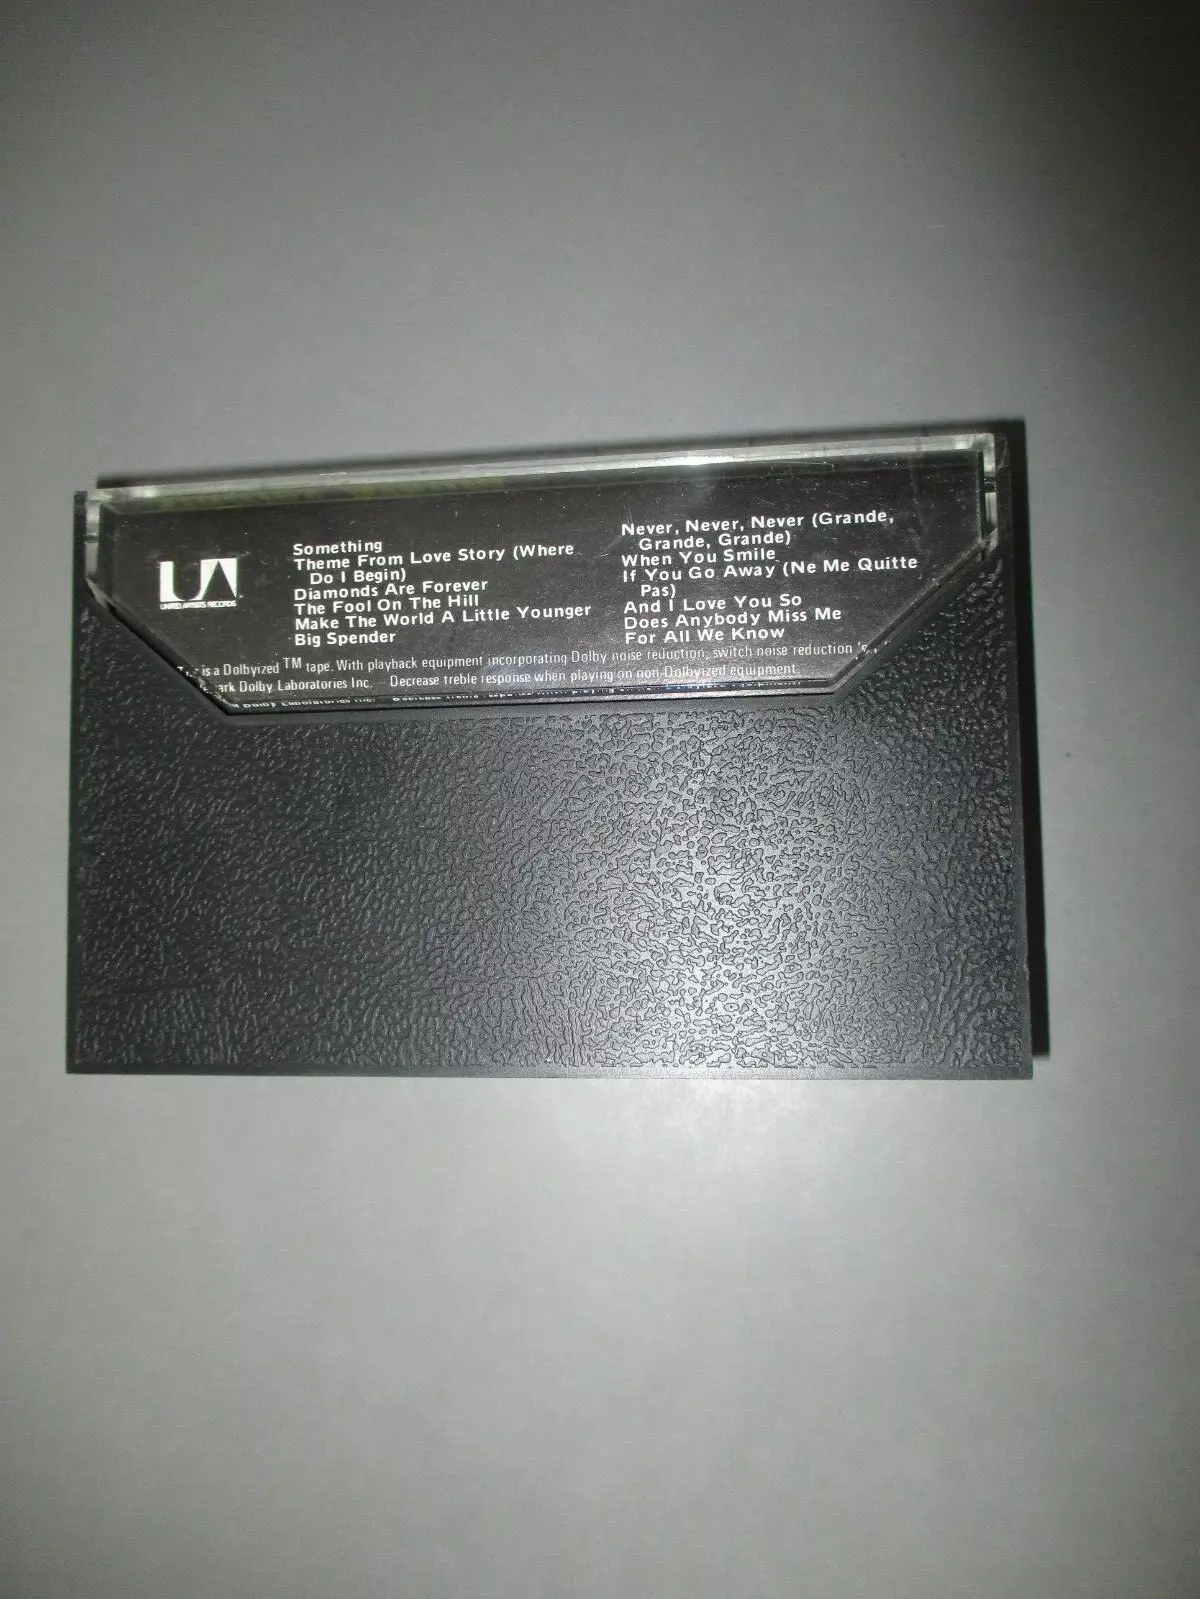 UA
UNITED ARTISTS RECORDS
Something
Theme From Love Story (Where
Do I Begin)
Diamonds Are Forever
The Fool On The Hill
Make The World A Little Younger
Big Spender
Never, Never, Never (Grande,
Grande, Grande)
When You Smile
If You Go Away (Ne Me Quitte
Pas)
And I Love You So
Does Anybody Miss Me
For All We Know
is a Dolbyized TM tape. With playback equipment incorporating Dolby noise reduction, switch noise reduction
Dolby Laboratories Inc. Decrease treble response when playing on non-Dolbyized equipment.